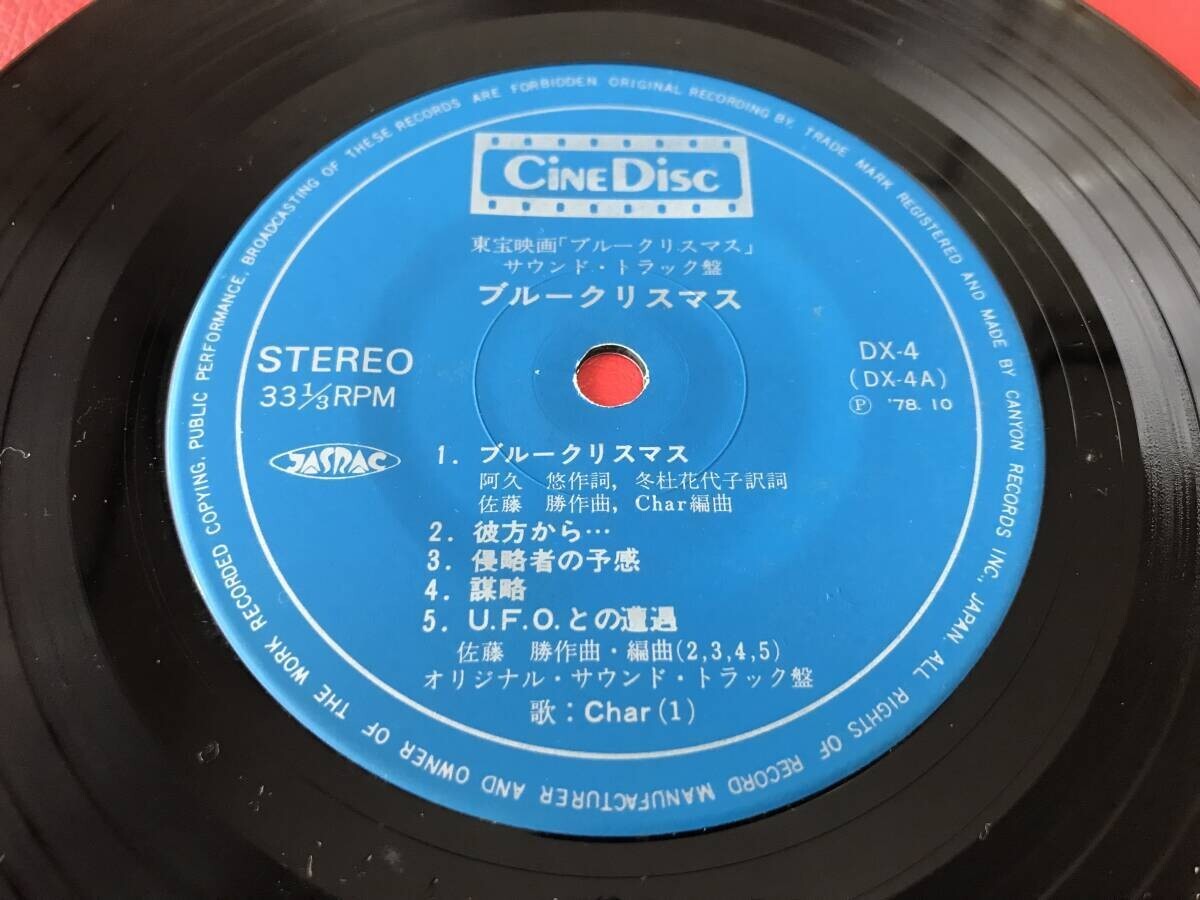 CINEDISC
東宝映画「ブルークリスマス」
サウンド・トラック盤
ブルークリスマス
STEREO
33 1/3 RPM
DX-4
(DX-4A)
Ⓟ '78. 10
JASRAC
1. ブルークリスマス
阿久 悠作詞, 冬杜花代子訳詞
佐藤 勝作曲, Char編曲
2. 彼方から…
3. 侵略者の予感
4. 謀略
5. U.F.O.との遭遇
佐藤 勝作曲・編曲(2,3,4,5)
オリジナル・サウンド・トラック盤
歌：Char(1)
ORIGINAL RECORDING BY, TRADE MARK REGISTERED AND MADE BY CANYON RECORDS INC., JAPAN. ALL RIGHTS OF RECORD MANUFACTURER AND OWNER OF THE WORK RECORDED COPYING, PUBLIC PERFORMANCE, BROADCASTING OF THESE RECORDS ARE FORBIDDEN.